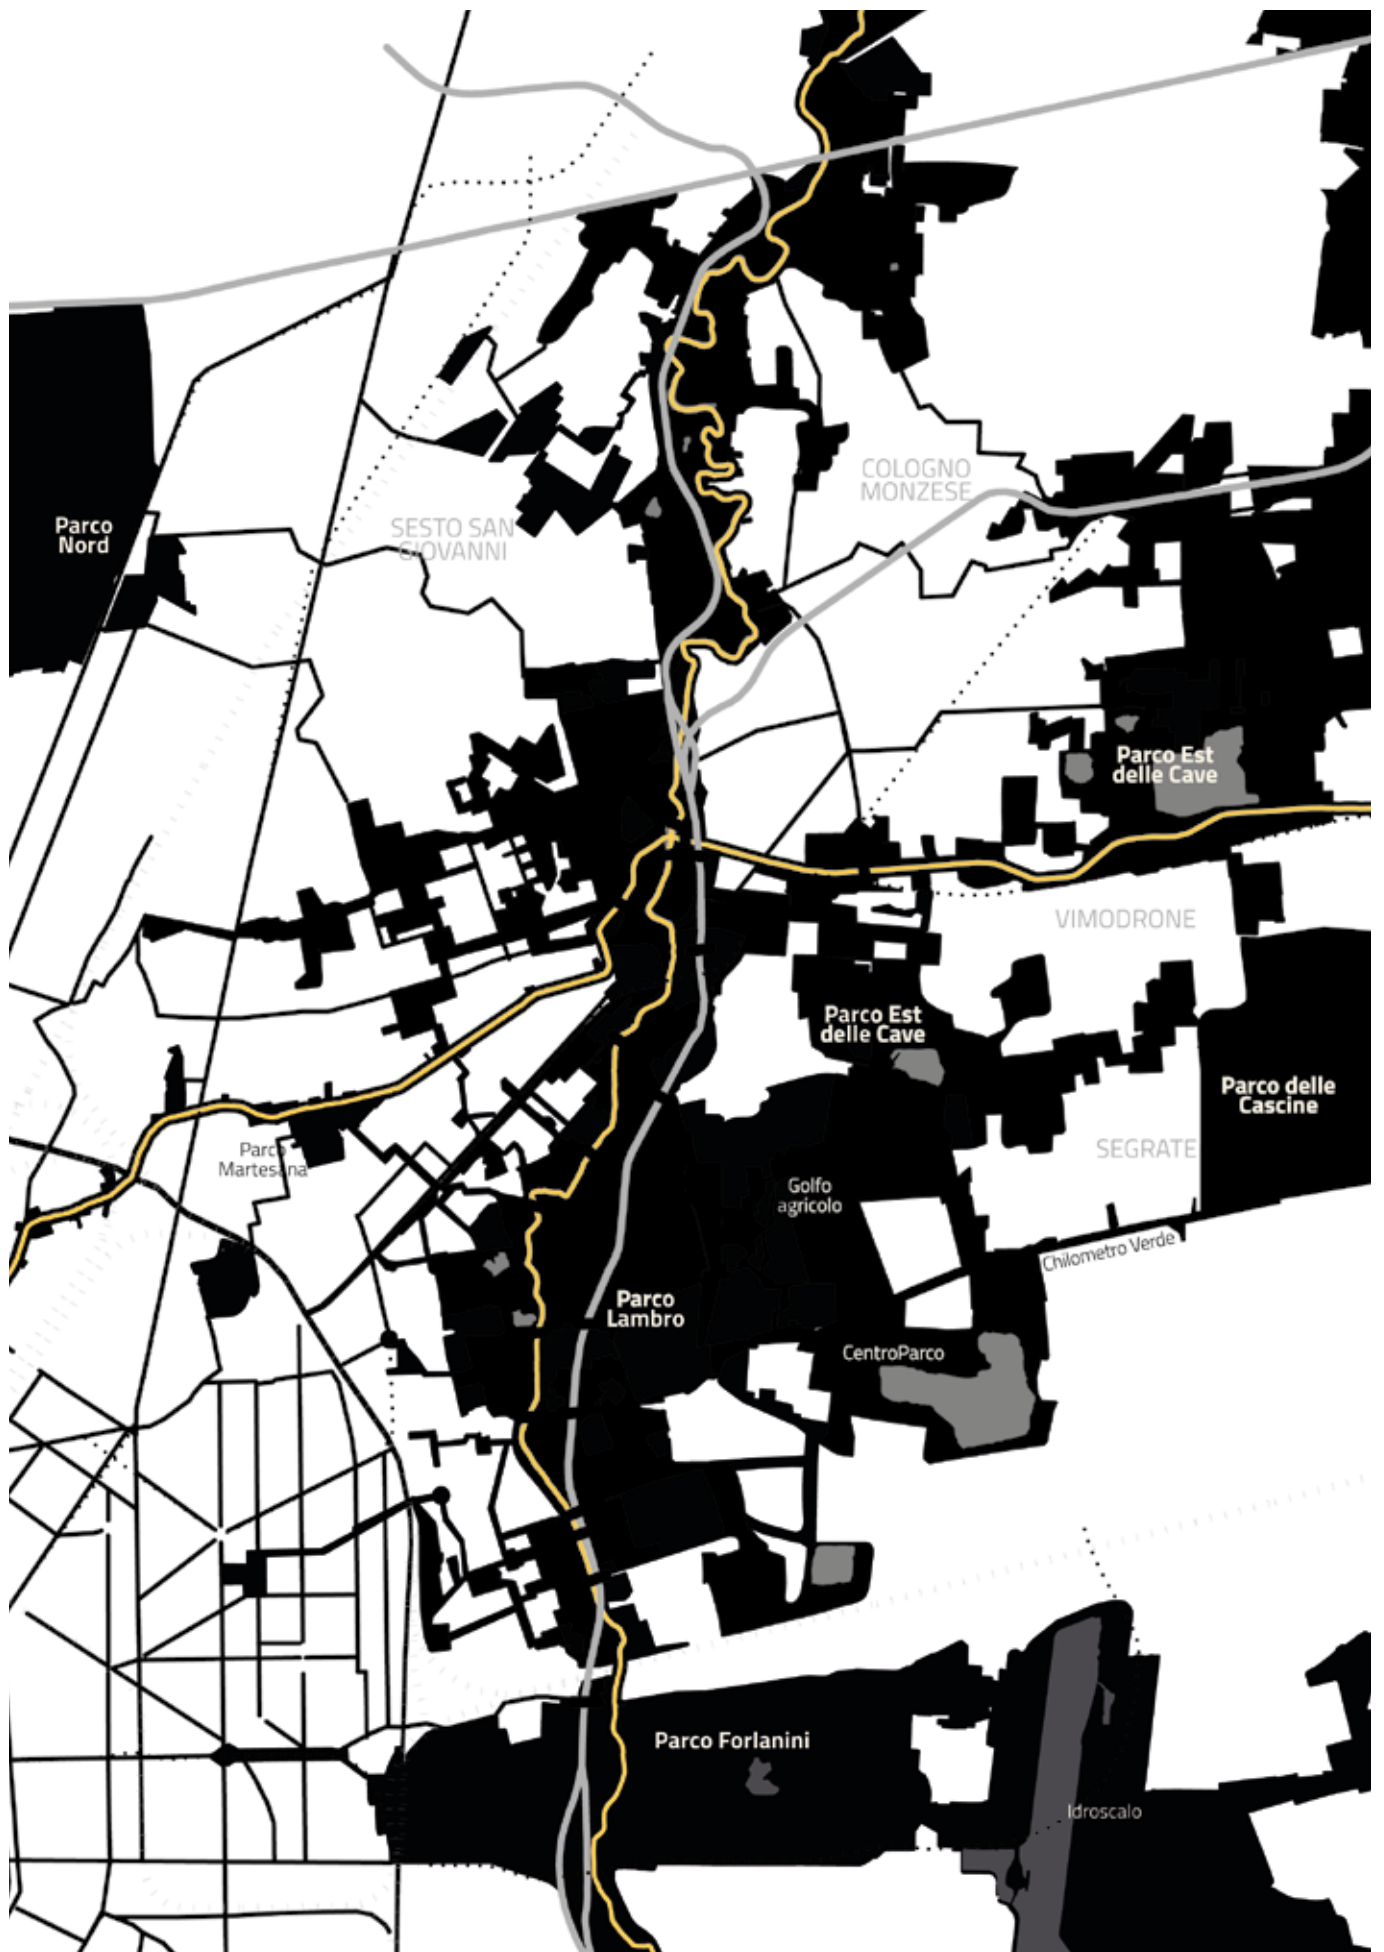 COLOGNO
MONZESE
Parco
Nord
SESTO SAN
GIOVANNI
Parco Est
delle Cave
VIMODRONE
Parco Est
delle Cave
Parco delle
Cascine
Parco
Martesana
SEGRATE
Golfo
agricolo
Chilometro Verde
Parco
Lambro
CentroParco
Parco Forlanini
Idroscalo